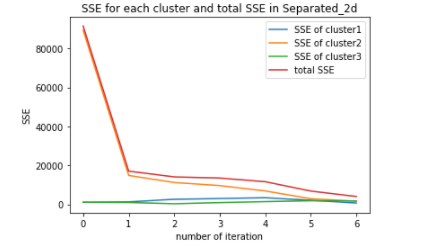 SSE for each cluster and total SSE in Separated_2d
SSE of cluster1
SSE of cluster2
SSE of cluster3
total SSE
80000
60000
40000
20000
0
SSE
0 1 2 3 4 5 6
number of iteration